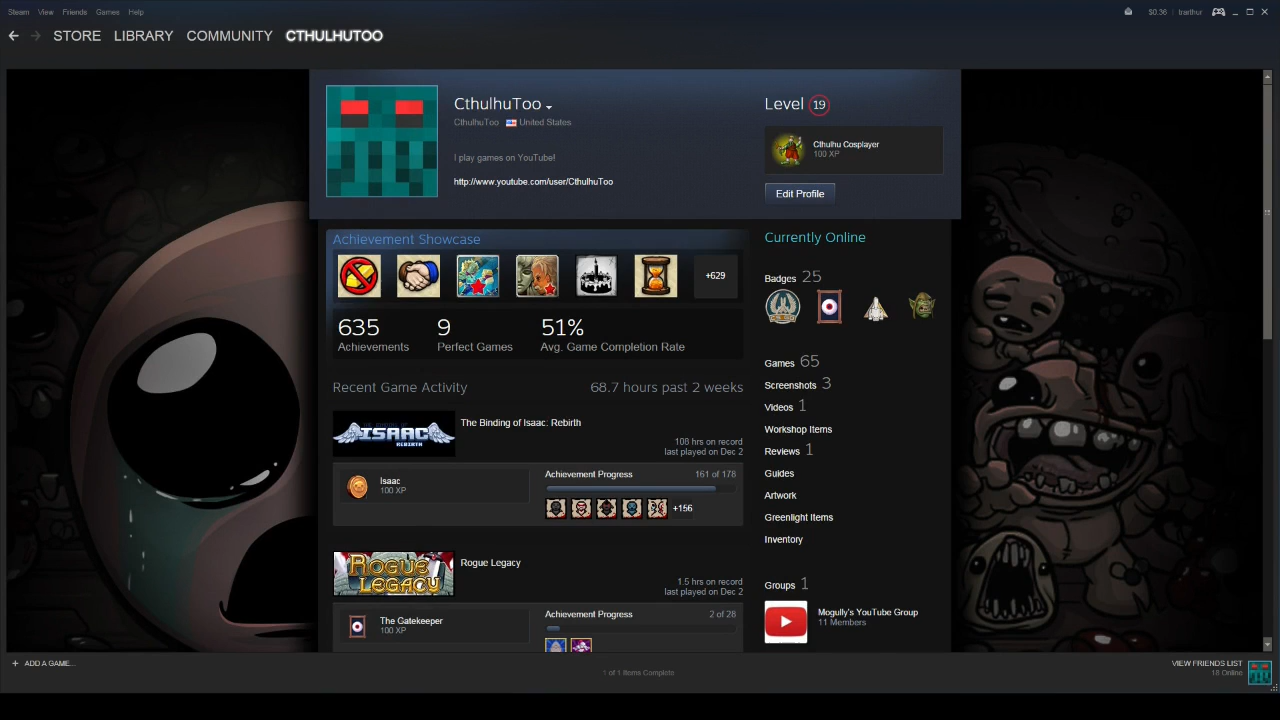 Steam View Friends Games Help
$0.36 trarthur
STORE LIBRARY COMMUNITY CTHULHUTOO
CthulhuToo
CthulhuToo United States
I play games on YouTube!
http://www.youtube.com/user/CthulhuToo
Level 19
Cthulhu Cosplayer
100 XP
Edit Profile
Achievement Showcase
+629
635 9 51%
Achievements Perfect Games Avg. Game Completion Rate
Recent Game Activity 68.7 hours past 2 weeks
ISAAC
REBIRTH
The Binding of Isaac: Rebirth
108 hrs on record
last played on Dec 2
Isaac
100 XP
Achievement Progress 161 of 178
+156
ROGUE
LEGACY
Rogue Legacy
1.5 hrs on record
last played on Dec 2
The Gatekeeper
100 XP
Achievement Progress 2 of 28
Currently Online
Badges 25
Games 65
Screenshots 3
Videos 1
Workshop Items
Reviews 1
Guides
Artwork
Greenlight Items
Inventory
Groups 1
Mogully's YouTube Group
11 Members
+ ADD A GAME...
1 of 1 Items Complete
VIEW FRIENDS LIST
18 Online